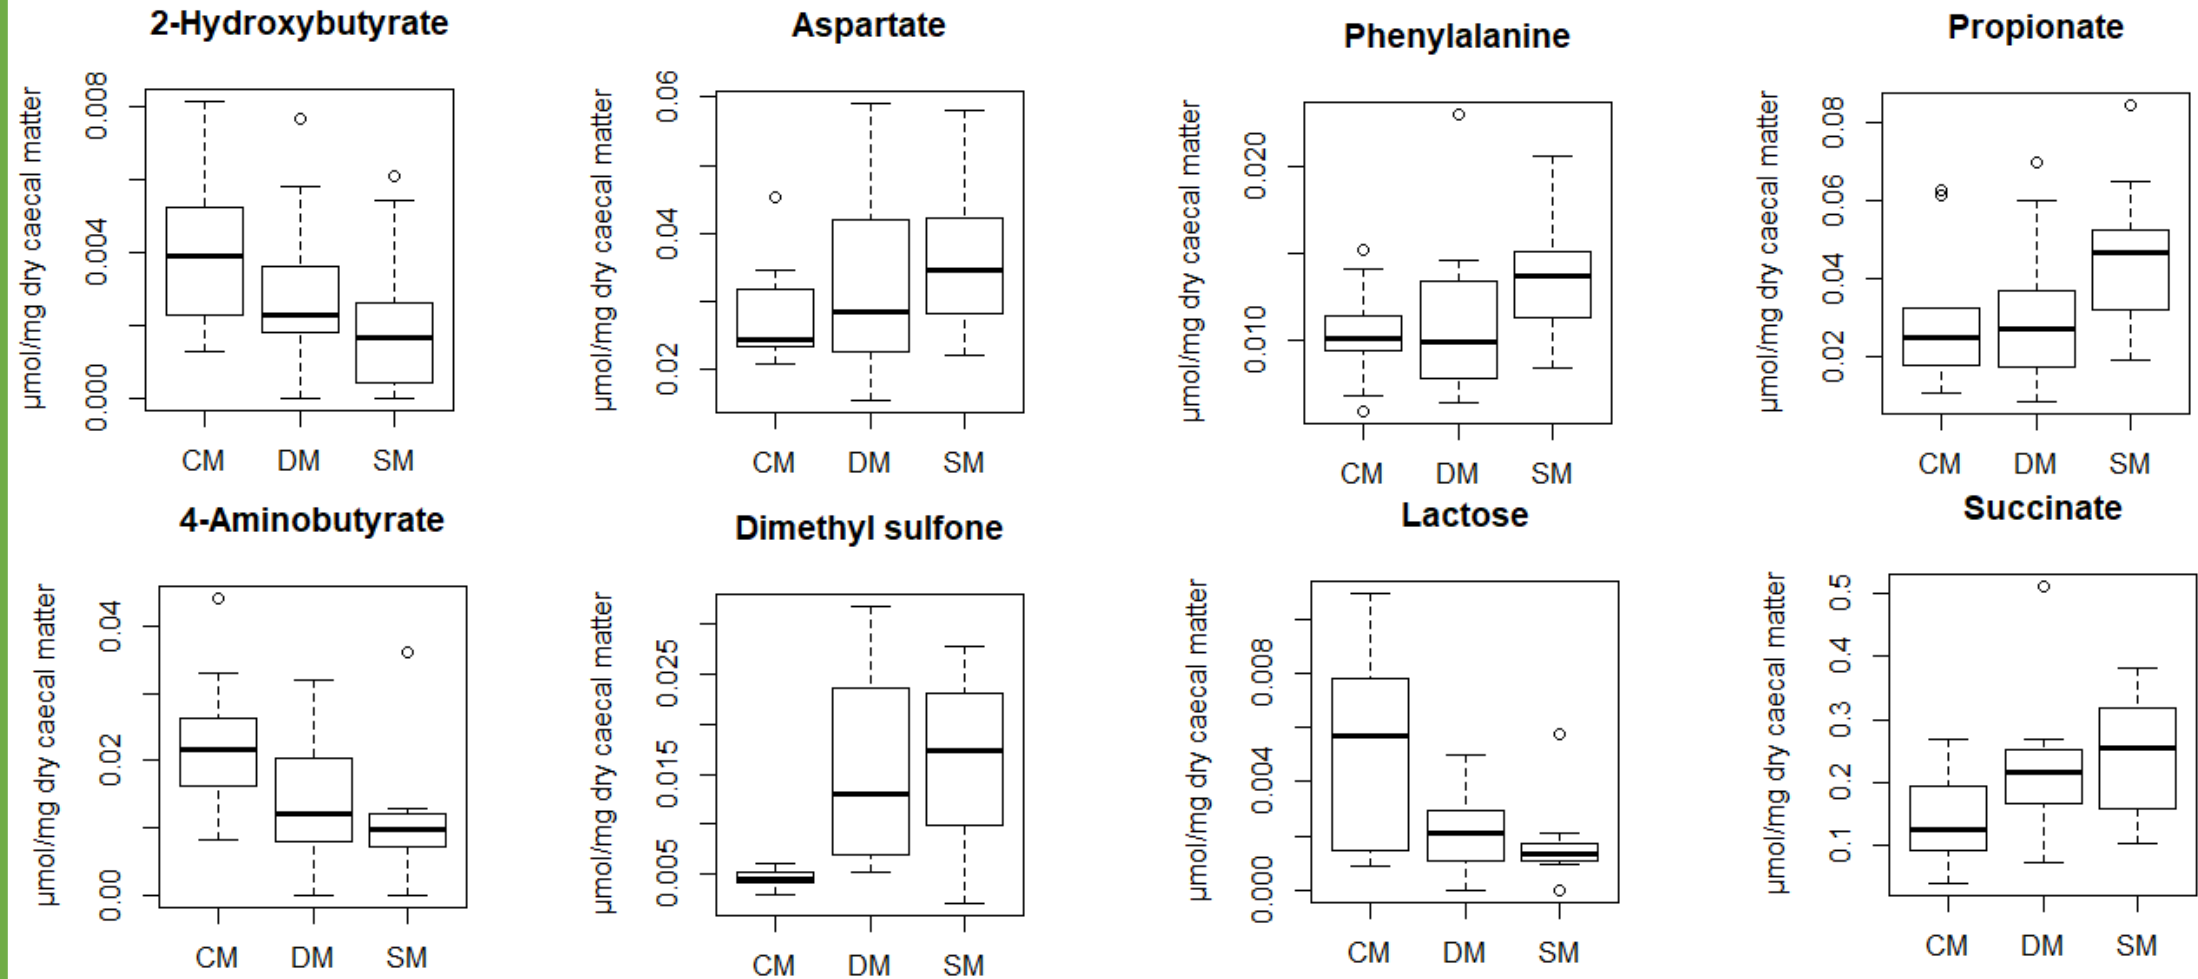 2-Hydroxybutyrate
µmol/mg dry caecal matter
0.008
0.004
0.000
CM DM SM
Aspartate
µmol/mg dry caecal matter
0.06
0.04
0.02
CM DM SM
Phenylalanine
µmol/mg dry caecal matter
0.020
0.010
CM DM SM
Propionate
µmol/mg dry caecal matter
0.08
0.06
0.04
0.02
CM DM SM
4-Aminobutyrate
µmol/mg dry caecal matter
0.04
0.02
0.00
CM DM SM
Dimethyl sulfone
µmol/mg dry caecal matter
0.025
0.015
0.005
CM DM SM
Lactose
µmol/mg dry caecal matter
0.008
0.004
0.000
CM DM SM
Succinate
µmol/mg dry caecal matter
0.5
0.4
0.3
0.2
0.1
CM DM SM